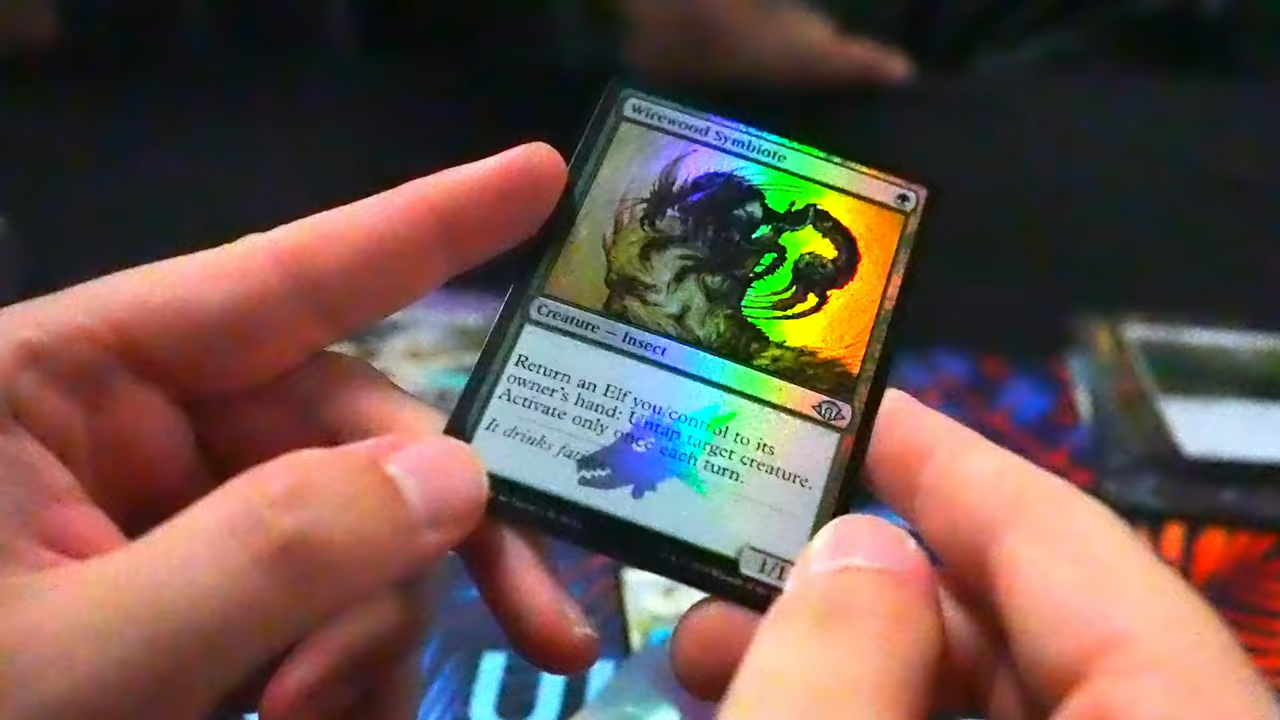 Wirewood Symbiote
Creature — Insect
Return an Elf you control to its
owner's hand: Untap target creature.
Activate only once each turn.
It drinks
1/1
U